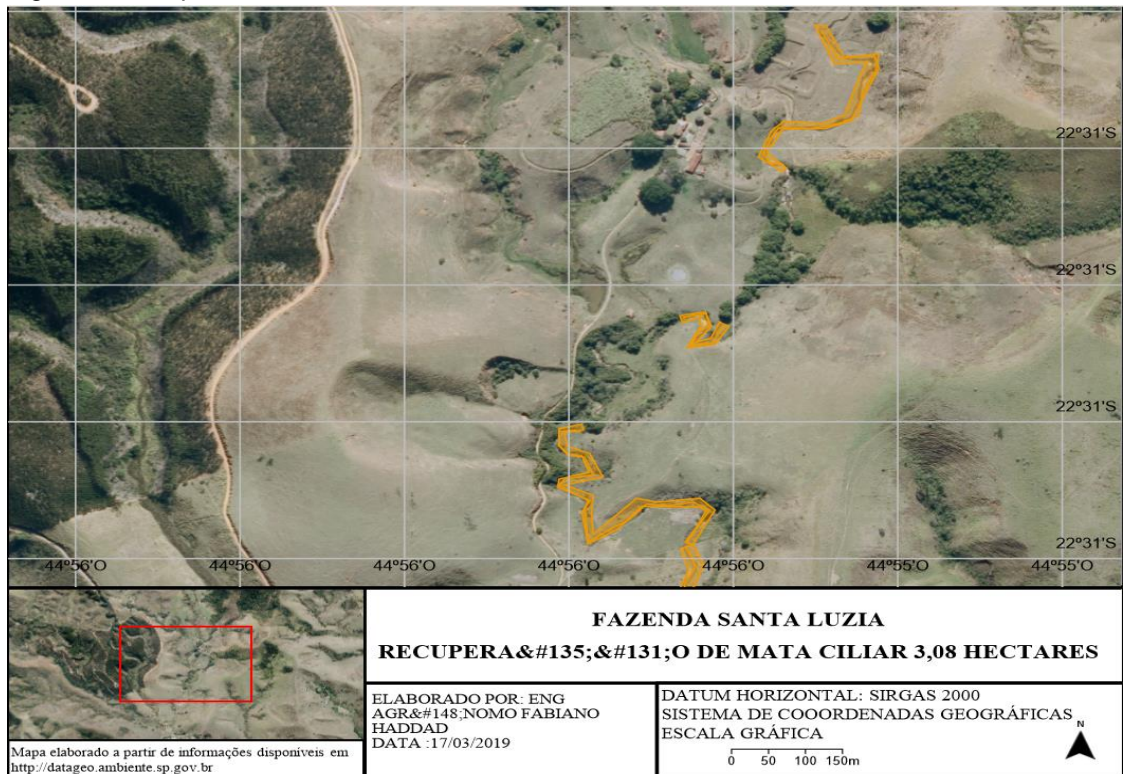 22º31'S
22º31'S
22º31'S
22º31'S
44º56'O 44º56'O 44º56'O 44º56'O 44º56'O 44º55'O 44º55'O
FAZENDA SANTA LUZIA
RECUPERA&#135;&#131;O DE MATA CILIAR 3,08 HECTARES
ELABORADO POR: ENG
AGR&#148;NOMO FABIANO
HADDAD
DATA :17/03/2019
DATUM HORIZONTAL: SIRGAS 2000
SISTEMA DE COOORDENADAS GEOGRÁFICAS
ESCALA GRÁFICA
0 50 100 150m
N
Mapa elaborado a partir de informações disponíveis em
http://datageo.ambiente.sp.gov.br